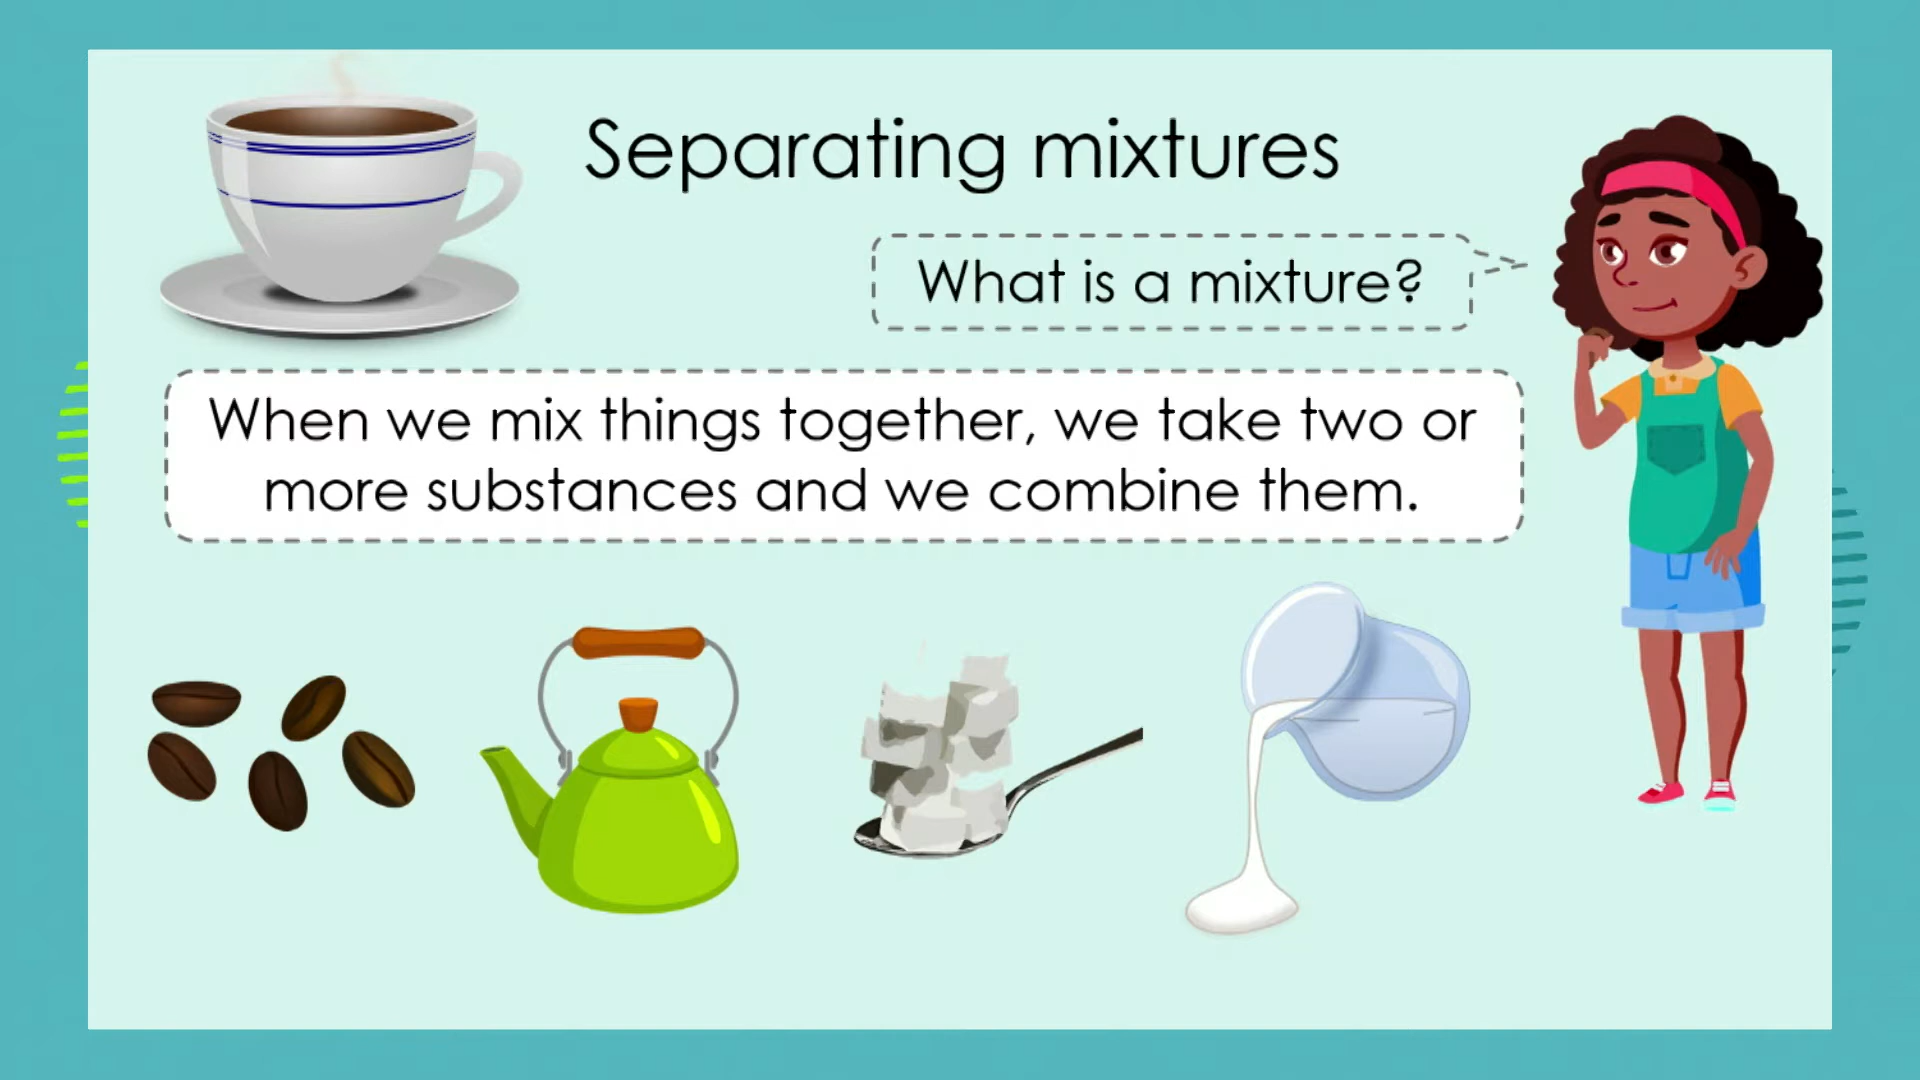 Separating mixtures
What is a mixture?
When we mix things together, we take two or
more substances and we combine them.